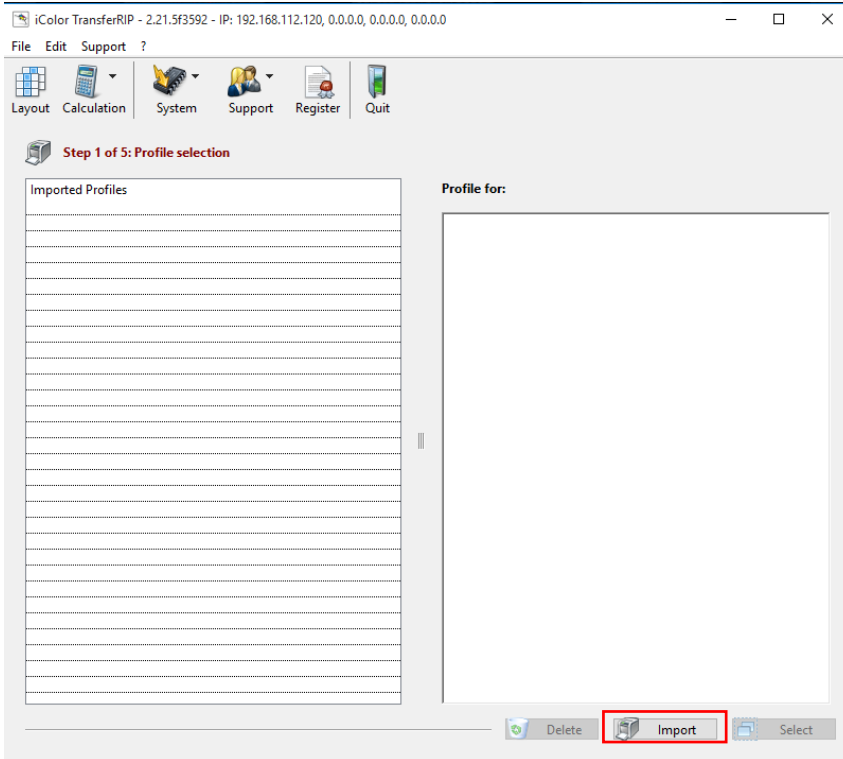 iColor TransferRIP - 2.21.5f3592 - IP: 192.168.112.120, 0.0.0.0, 0.0.0.0, 0.0.0.0
File Edit Support ?
Layout Calculation System Support Register Quit
Step 1 of 5: Profile selection
Imported Profiles
Profile for:
Delete Import Select